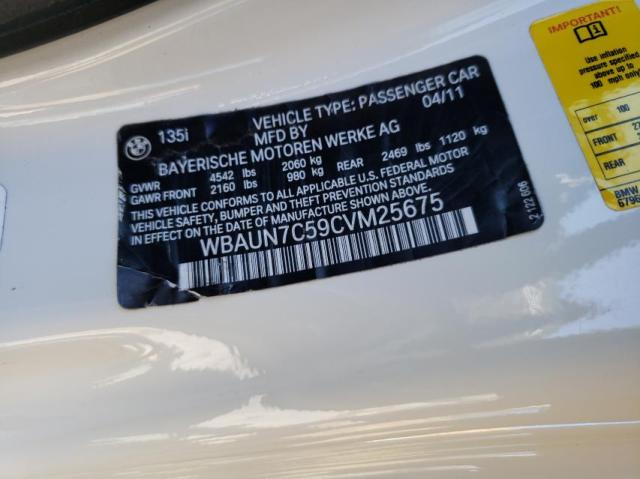 135i
VEHICLE TYPE: PASSENGER CAR
MFD BY 04/11
BAYERISCHE MOTOREN WERKE AG
GVWR 4542 lbs 2060 kg
GAWR FRONT 2160 lbs 980 kg REAR 2469 lbs 1120 kg
THIS VEHICLE CONFORMS TO ALL APPLICABLE U.S. FEDERAL MOTOR
VEHICLE SAFETY, BUMPER AND THEFT PREVENTION STANDARDS
IN EFFECT ON THE DATE OF MANUFACTURE SHOWN ABOVE
WBAUN7C59CVM25675
IMPORTANT!
Use inflation
pressure specified
above up to
100 mph only
over 100
FRONT
REAR
BMW